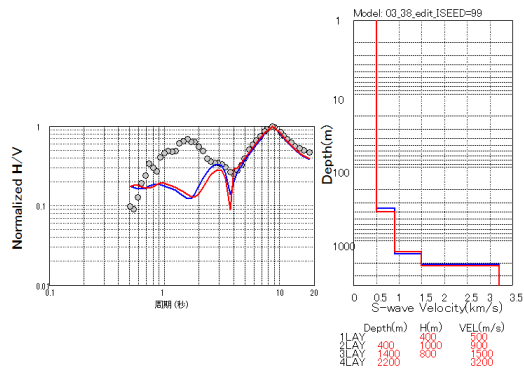 Model: 03_38_edit_ISEED=99
Normalized H/V
1
0.1
0.01
0.1 1 10 20
周期(秒)
Depth(m)
1
10
100
1000
0 0.5 1 1.5 2 2.5 3 3.5
S-wave Velocity(km/s)
Depth(m) H(m) VEL(m/s)
1LAY 400 500
2LAY 400 1000 900
3LAY 1400 800 1500
4LAY 2200 3200